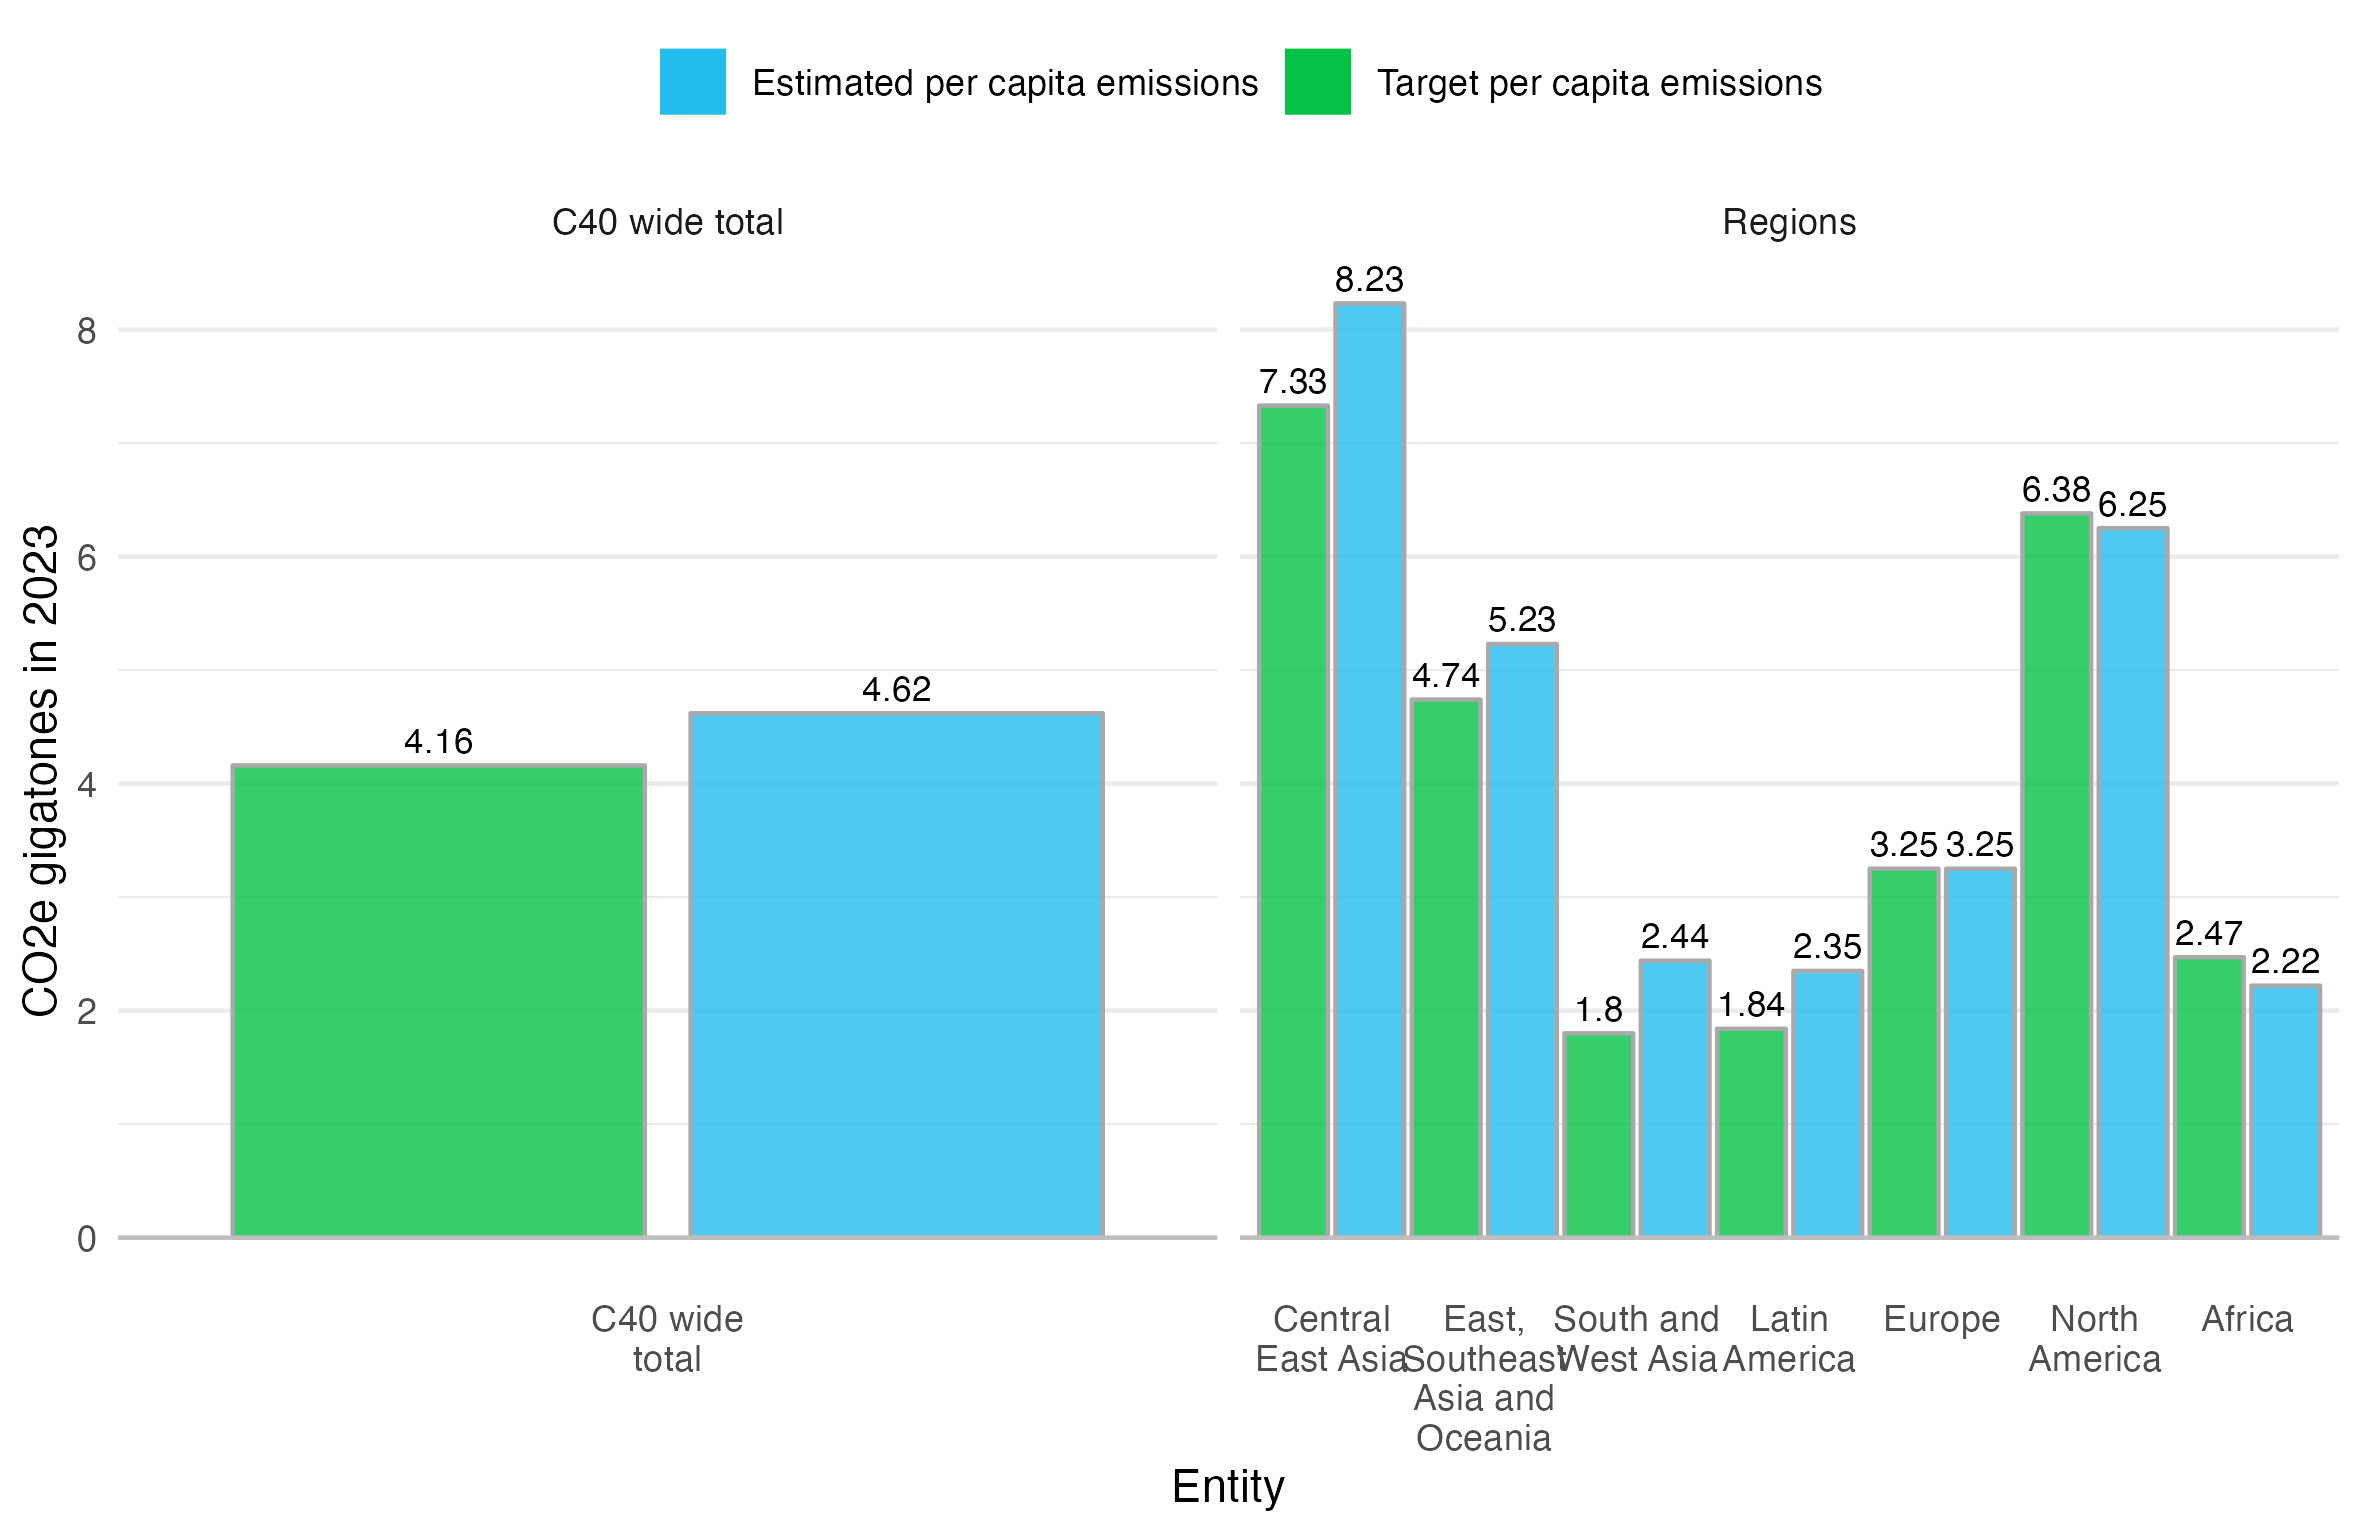 Estimated per capita emissions
Target per capita emissions
C40 wide total
Regions
CO2e gigatones in 2023
8
6
4
2
0
4.16
4.62
7.33
8.23
4.74
5.23
1.8
2.44
1.84
2.35
3.25
3.25
6.38
6.25
2.47
2.22
C40 wide
total
Central
East Asia
East,
Southeast
Asia and
Oceania
South and
West Asia
Latin
America
Europe
North
America
Africa
Entity